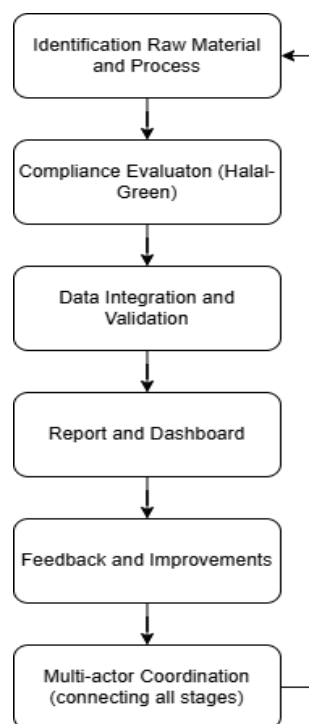 Identification Raw Material
and Process
Compliance Evaluaton (Halal-
Green)
Data Integration and
Validation
Report and Dashboard
Feedback and Improvements
Multi-actor Coordination
(connecting all stages)